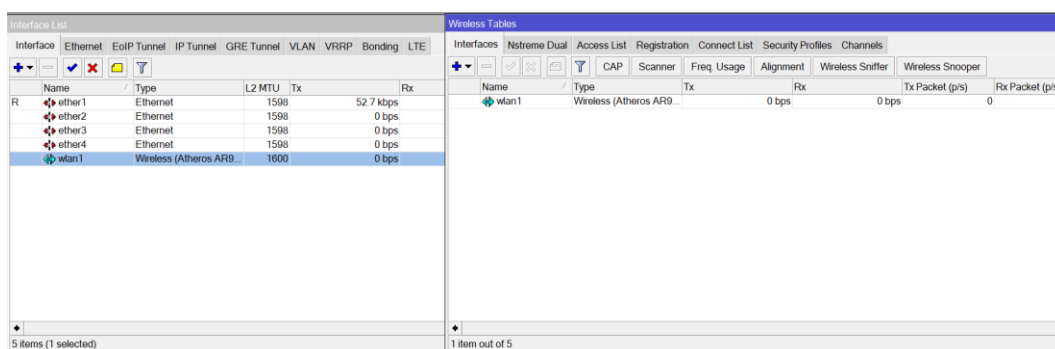 Interface List
Interface Ethernet EoIP Tunnel IP Tunnel GRE Tunnel VLAN VRRP Bonding LTE
Name / Type L2 MTU Tx Rx
R ether1 Ethernet 1598 52.7 kbps
ether2 Ethernet 1598 0 bps
ether3 Ethernet 1598 0 bps
ether4 Ethernet 1598 0 bps
wlan1 Wireless (Atheros AR9... 1600 0 bps
5 items (1 selected)
Wireless Tables
Interfaces Nstreme Dual Access List Registration Connect List Security Profiles Channels
CAP Scanner Freq. Usage Alignment Wireless Sniffer Wireless Snooper
Name / Type Tx Rx Tx Packet (p/s) Rx Packet (p/s
wlan1 Wireless (Atheros AR9... 0 bps 0 bps 0
1 item out of 5